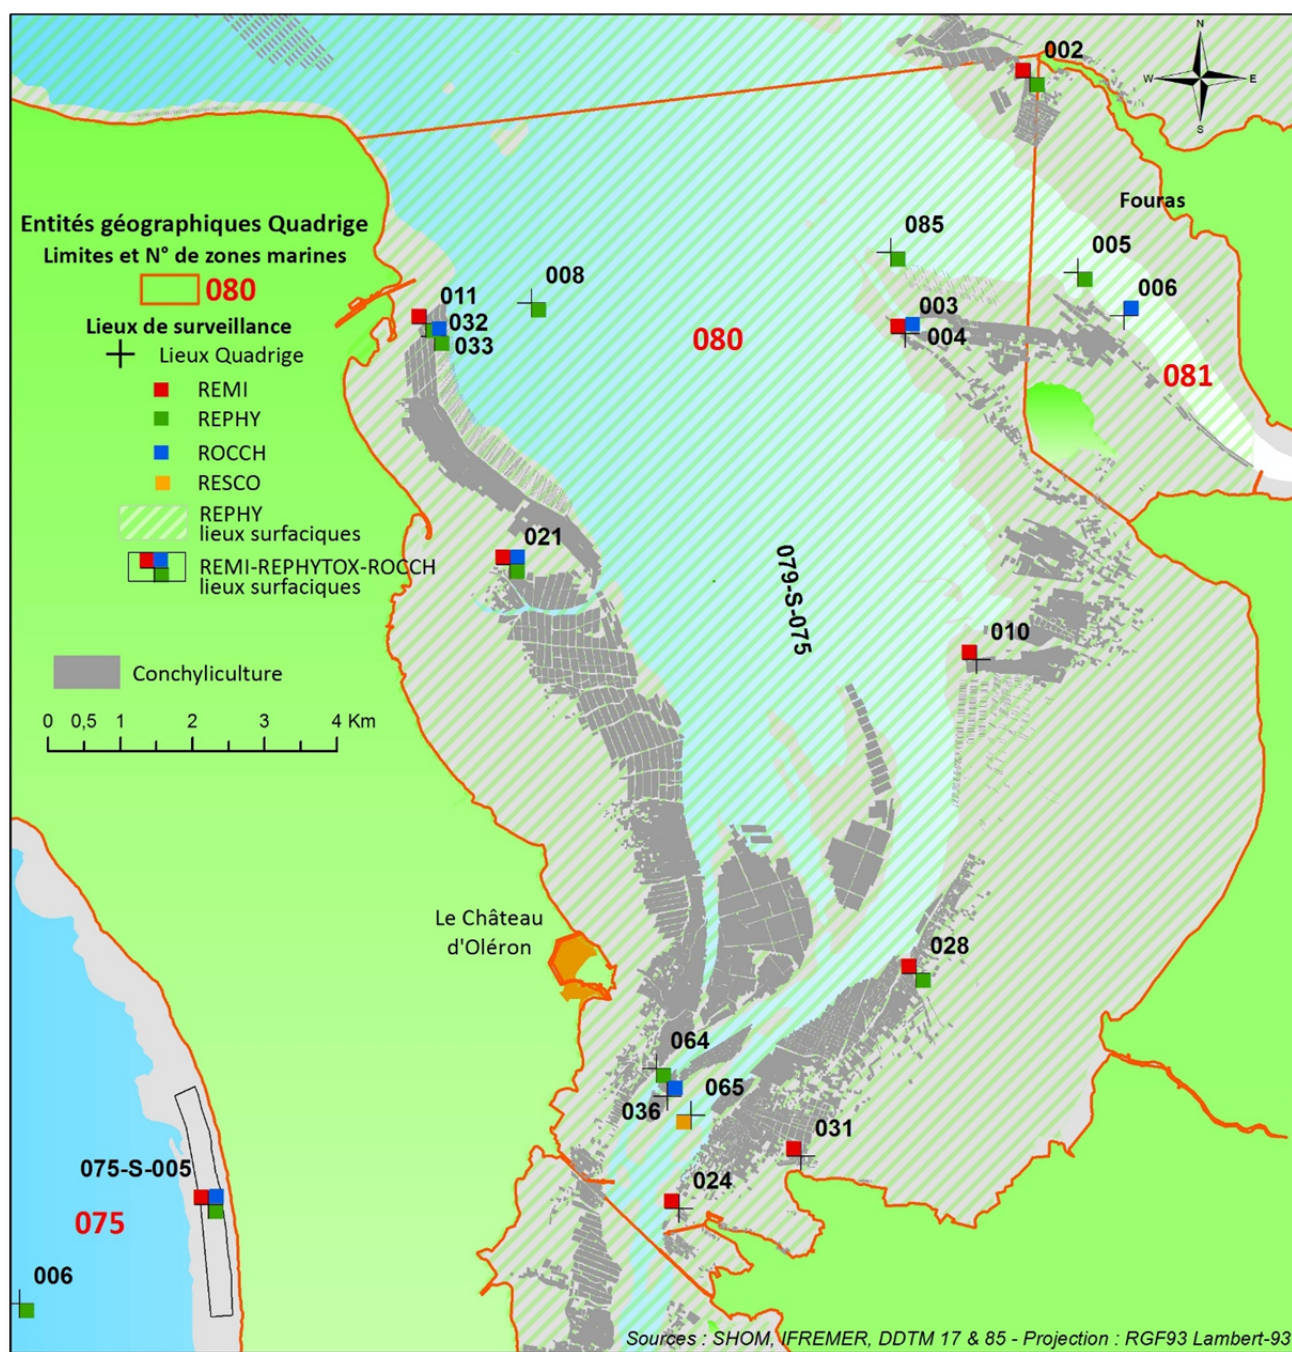 N
W
E
S
002
Fouras
085
005
006
008
003
004
080
081
011
032
033
Entités géographiques Quadrige
Limites et N° de zones marines
080
Lieux de surveillance
Lieux Quadrige
REMI
REPHY
ROCCH
RESCO
REPHY
lieux surfaciques
REMI-REPHYTOX-ROCCH
lieux surfaciques
Conchyliculture
0 0,5 1 2 3 4 Km
021
079-S-075
010
Le Château
d'Oléron
028
064
065
036
031
024
075-S-005
075
006
Sources : SHOM, IFREMER, DDTM 17 & 85 - Projection : RGF93 Lambert-93